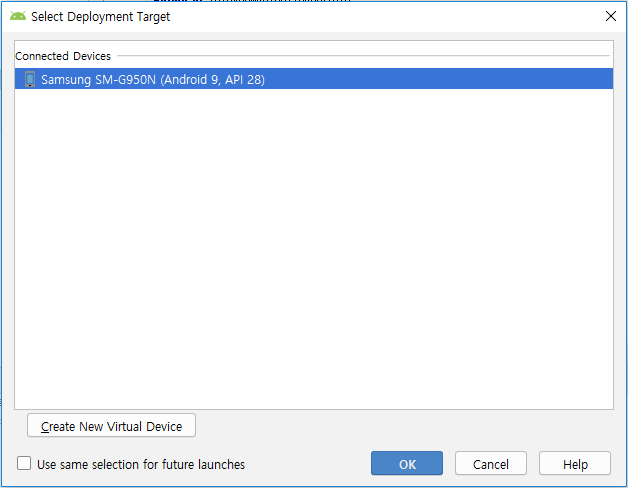 Select Deployment Target
Connected Devices
Samsung SM-G950N (Android 9, API 28)
Create New Virtual Device
Use same selection for future launches
OK
Cancel
Help